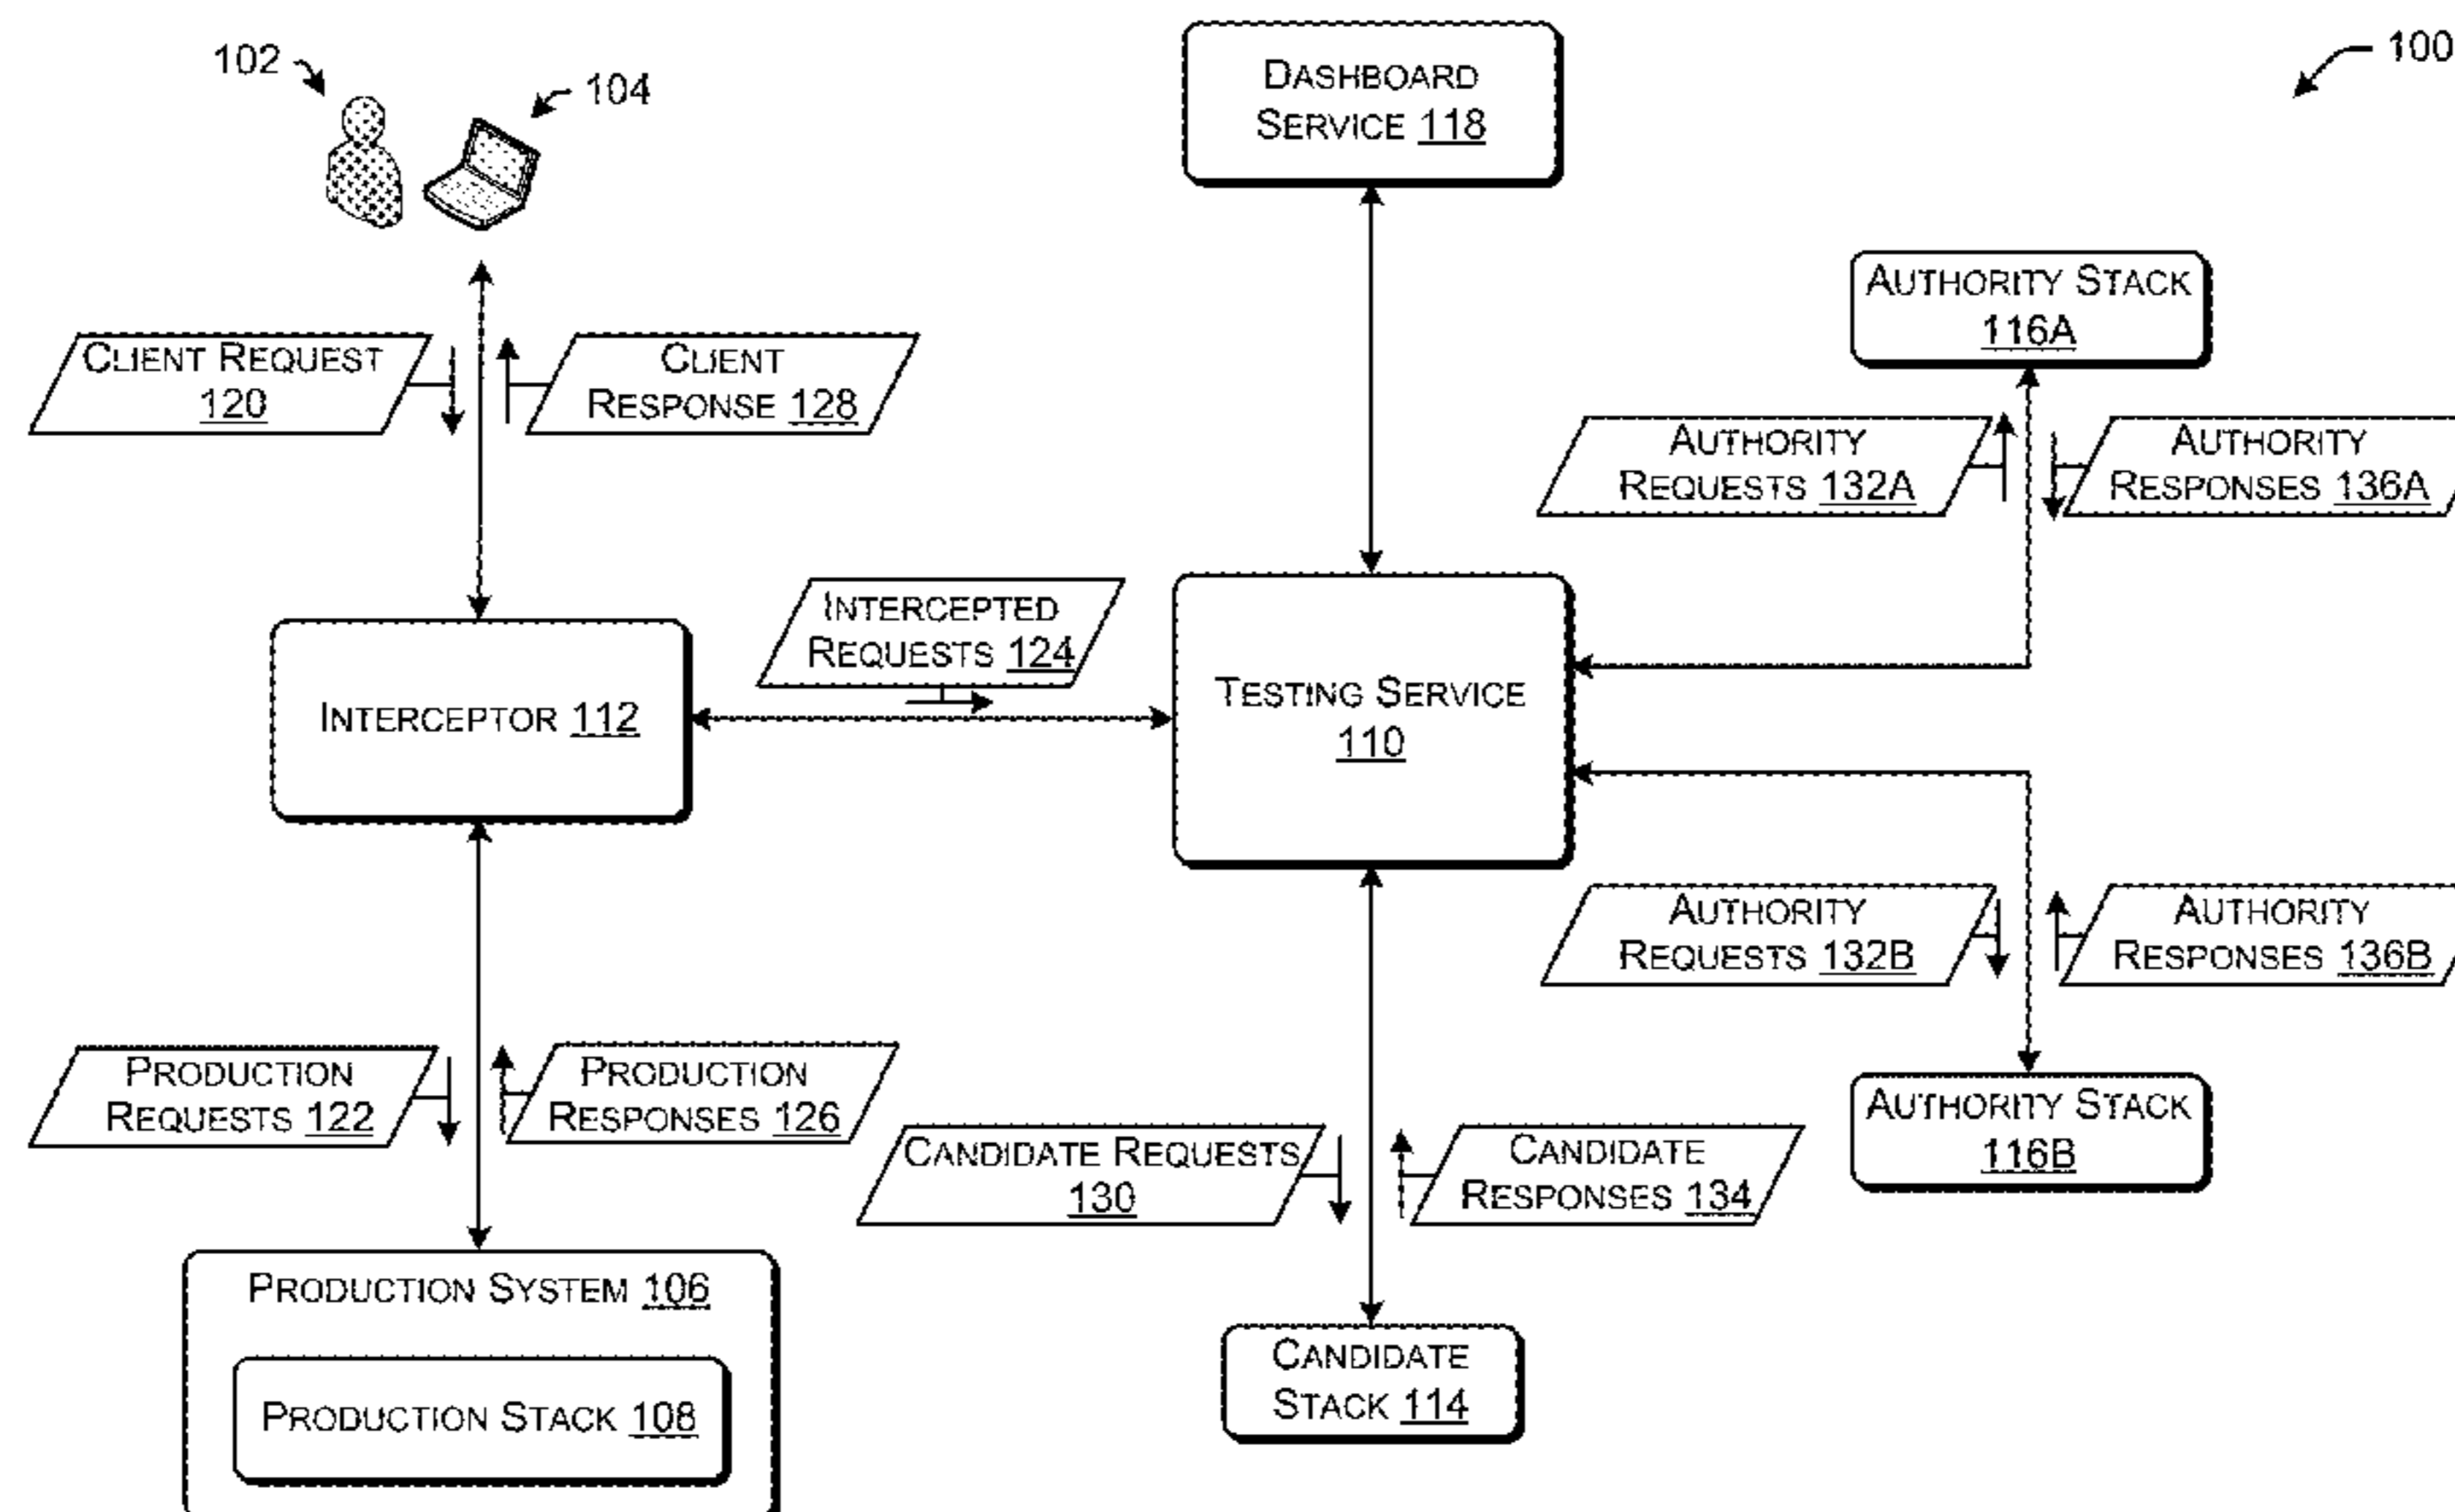 102
104
100
DASHBOARD
SERVICE 118
AUTHORITY STACK
116A
CLIENT REQUEST
120
CLIENT
RESPONSE 128
AUTHORITY
REQUESTS 132A
AUTHORITY
RESPONSES 136A
INTERCEPTED
REQUESTS 124
INTERCEPTOR 112
TESTING SERVICE
110
AUTHORITY
REQUESTS 132B
AUTHORITY
RESPONSES 136B
PRODUCTION
REQUESTS 122
PRODUCTION
RESPONSES 126
CANDIDATE REQUESTS
130
CANDIDATE
RESPONSES 134
AUTHORITY STACK
116B
PRODUCTION SYSTEM 106
PRODUCTION STACK 108
CANDIDATE
STACK 114